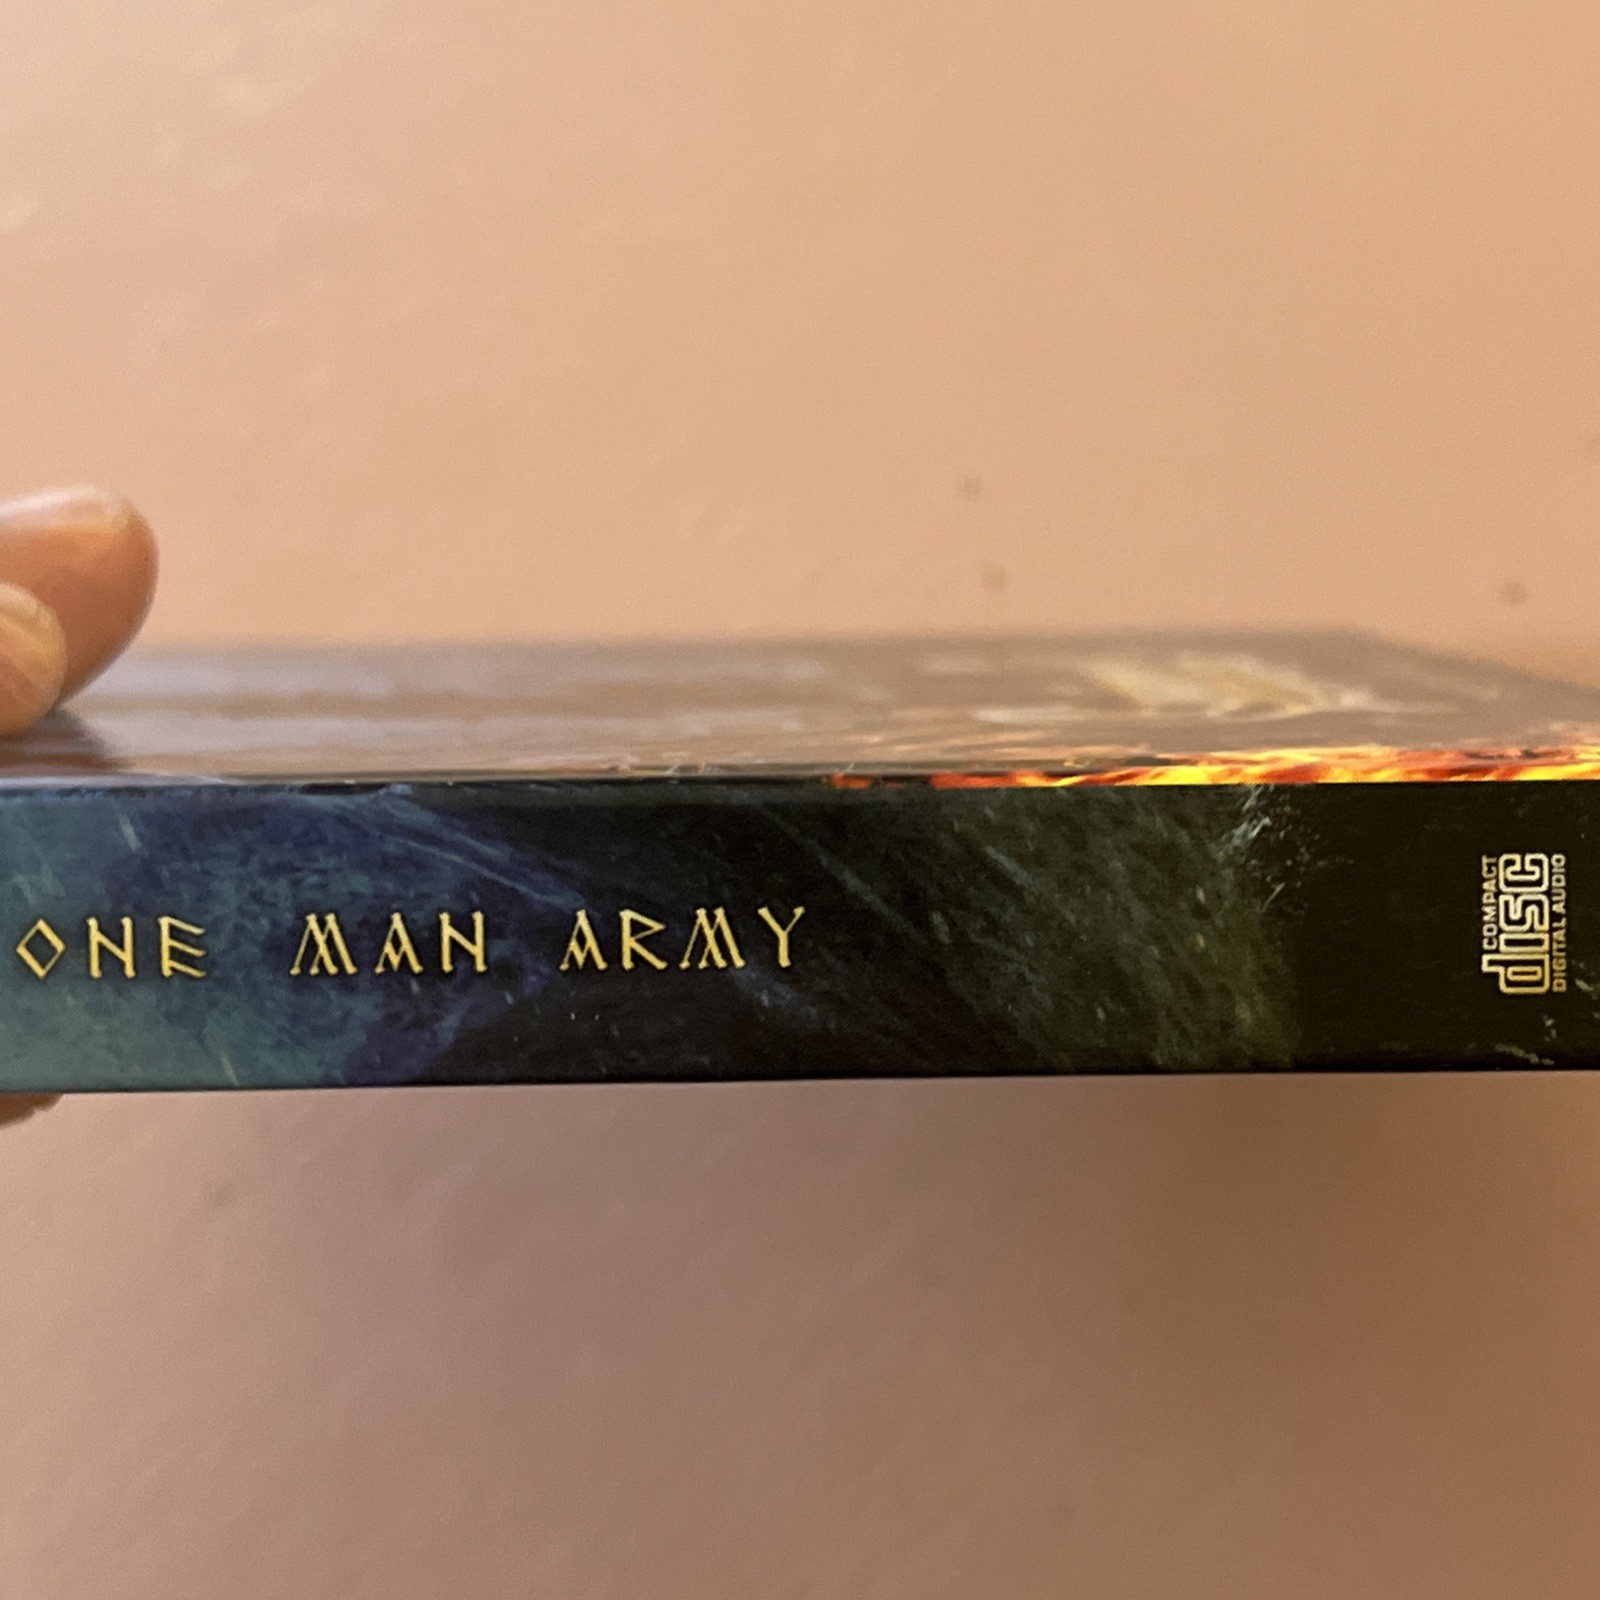 ONE MAN ARMY
COMPACT
disc
DIGITAL AUDIO